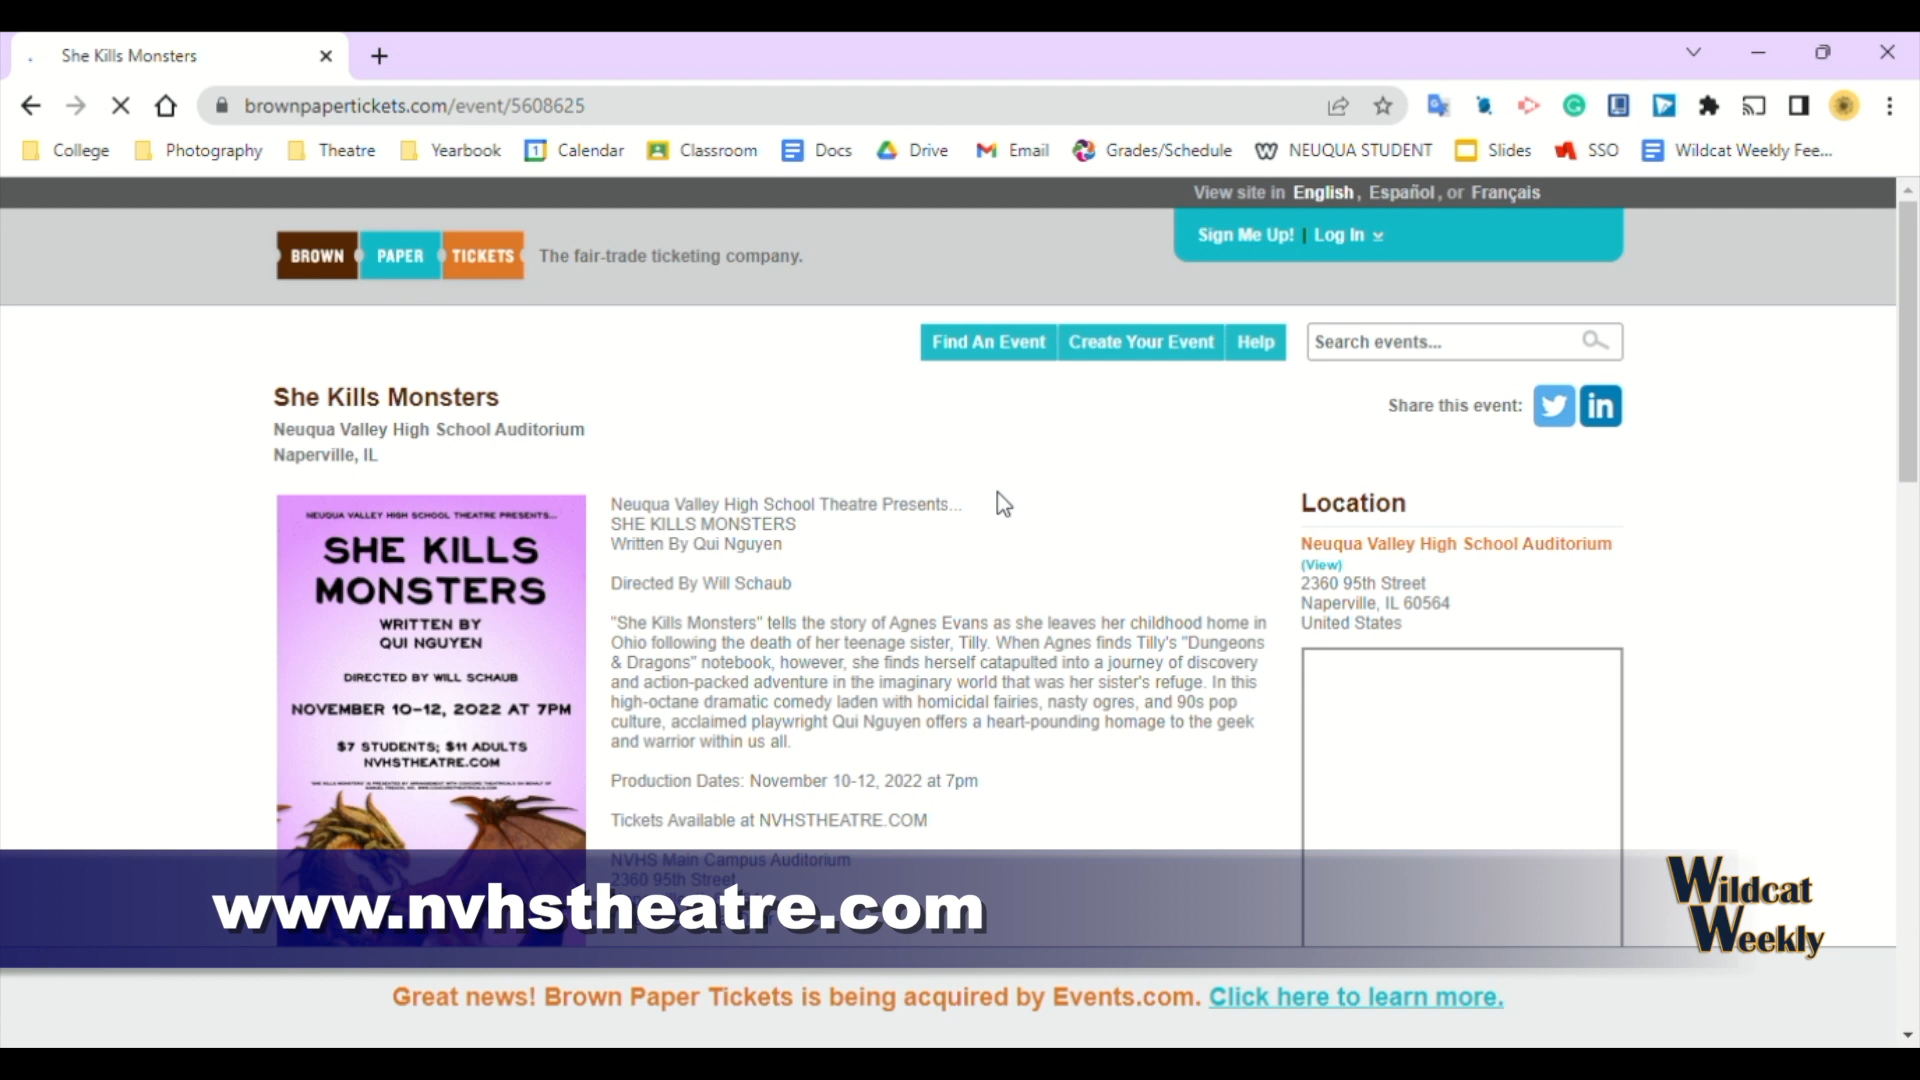 She Kills Monsters
brownpapertickets.com/event/5608625
College Photography Theatre Yearbook Calendar Classroom Docs Drive Email Grades/Schedule NEUQUA STUDENT Slides SSO Wildcat Weekly Fee...
View site in English, Español, or Français
Sign Me Up! | Log In
BROWN PAPER TICKETS The fair-trade ticketing company.
Find An Event Create Your Event Help Search events...
She Kills Monsters
Neuqua Valley High School Auditorium
Naperville, IL
Share this event:
NEUQUA VALLEY HIGH SCHOOL THEATRE PRESENTS...
SHE KILLS
MONSTERS
WRITTEN BY
QUI NGUYEN
DIRECTED BY WILL SCHAUB
NOVEMBER 10-12, 2022 AT 7PM
$7 STUDENTS; $11 ADULTS
NVHSTHEATRE.COM
Neuqua Valley High School Theatre Presents...
SHE KILLS MONSTERS
Written By Qui Nguyen
Directed By Will Schaub
"She Kills Monsters" tells the story of Agnes Evans as she leaves her childhood home in
Ohio following the death of her teenage sister, Tilly. When Agnes finds Tilly's "Dungeons
& Dragons" notebook, however, she finds herself catapulted into a journey of discovery
and action-packed adventure in the imaginary world that was her sister's refuge. In this
high-octane dramatic comedy laden with homicidal fairies, nasty ogres, and 90s pop
culture, acclaimed playwright Qui Nguyen offers a heart-pounding homage to the geek
and warrior within us all.
Production Dates: November 10-12, 2022 at 7pm
Tickets Available at NVHSTHEATRE.COM
NVHS Main Campus Auditorium
2360 95th Street
Location
Neuqua Valley High School Auditorium
(View)
2360 95th Street
Naperville, IL 60564
United States
www.nvhstheatre.com
Wildcat
Weekly
Great news! Brown Paper Tickets is being acquired by Events.com. Click here to learn more.